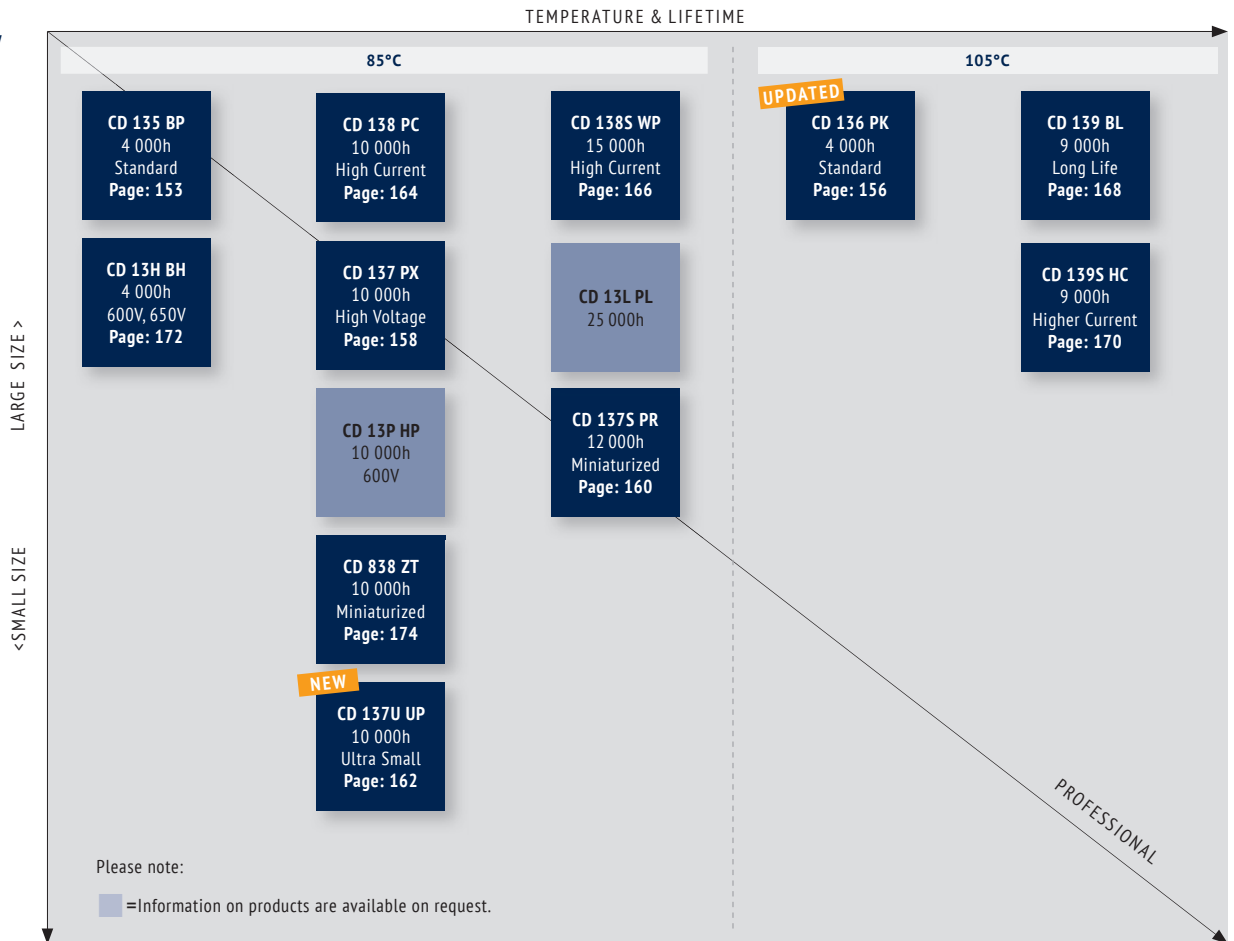 TEMPERATURE & LIFETIME
85°C
105°C
CD 135 BP
4 000h
Standard
Page: 153
CD 138 PC
10 000h
High Current
Page: 164
CD 138S WP
15 000h
High Current
Page: 166
UPDATED
CD 136 PK
4 000h
Standard
Page: 156
CD 139 BL
9 000h
Long Life
Page: 168
CD 13H BH
4 000h
600V, 650V
Page: 172
CD 137 PX
10 000h
High Voltage
Page: 158
CD 13L PL
25 000h
CD 139S HC
9 000h
Higher Current
Page: 170
LARGE SIZE >
CD 13P HP
10 000h
600V
CD 137S PR
12 000h
Miniaturized
Page: 160
<SMALL SIZE
CD 838 ZT
10 000h
Miniaturized
Page: 174
NEW
CD 137U UP
10 000h
Ultra Small
Page: 162
PROFESSIONAL
Please note:
=Information on products are available on request.